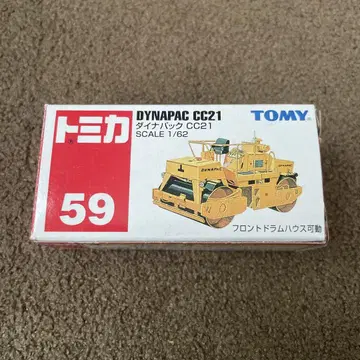 トミカ
59
DYNAPAC CC21
ダイナパック CC21
SCALE 1/62
TOMY
DYNAPAC
フロントドラムハウス可動